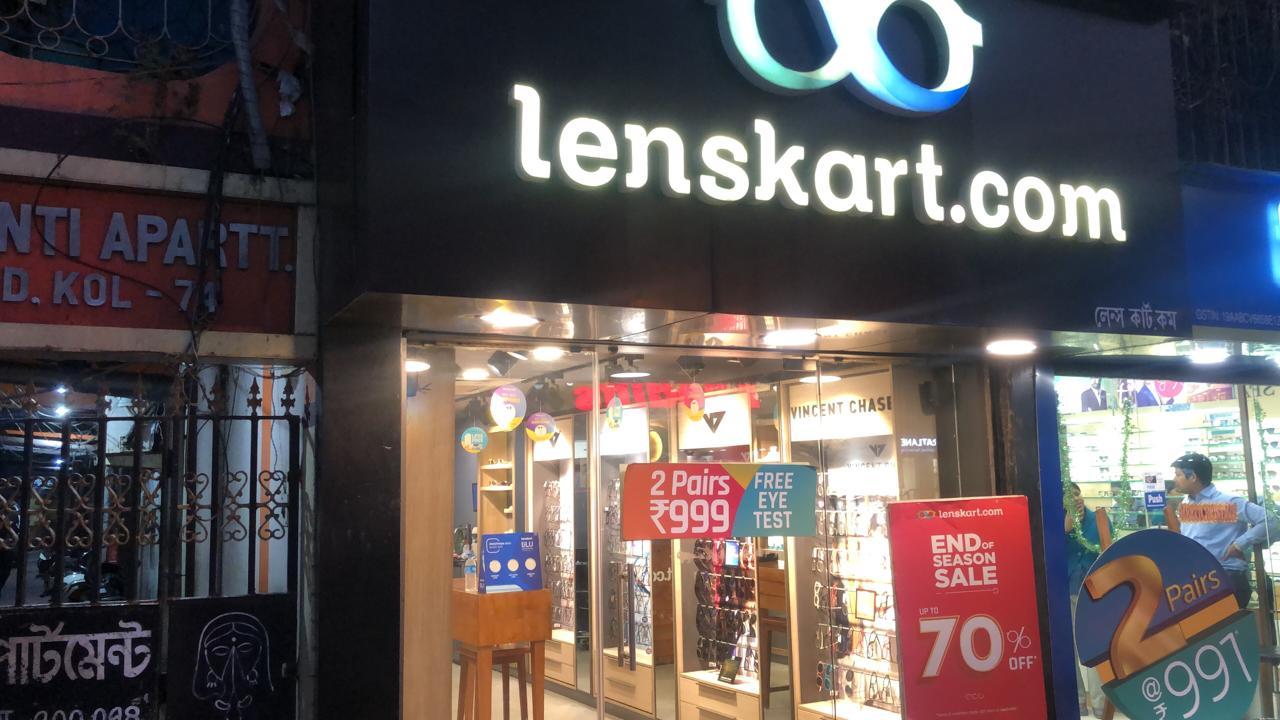 lenskart.com
NTI APARTT.
D, KOL - 74
লেন্স কার্ট.কম
VINCENT CHASE
2 Pairs
₹999
FREE
EYE
TEST
lenskart.com
END OF
SEASON
SALE
UP TO
70% OFF*
Push
2 Pairs
@ ₹991*
পার্টমেন্ট